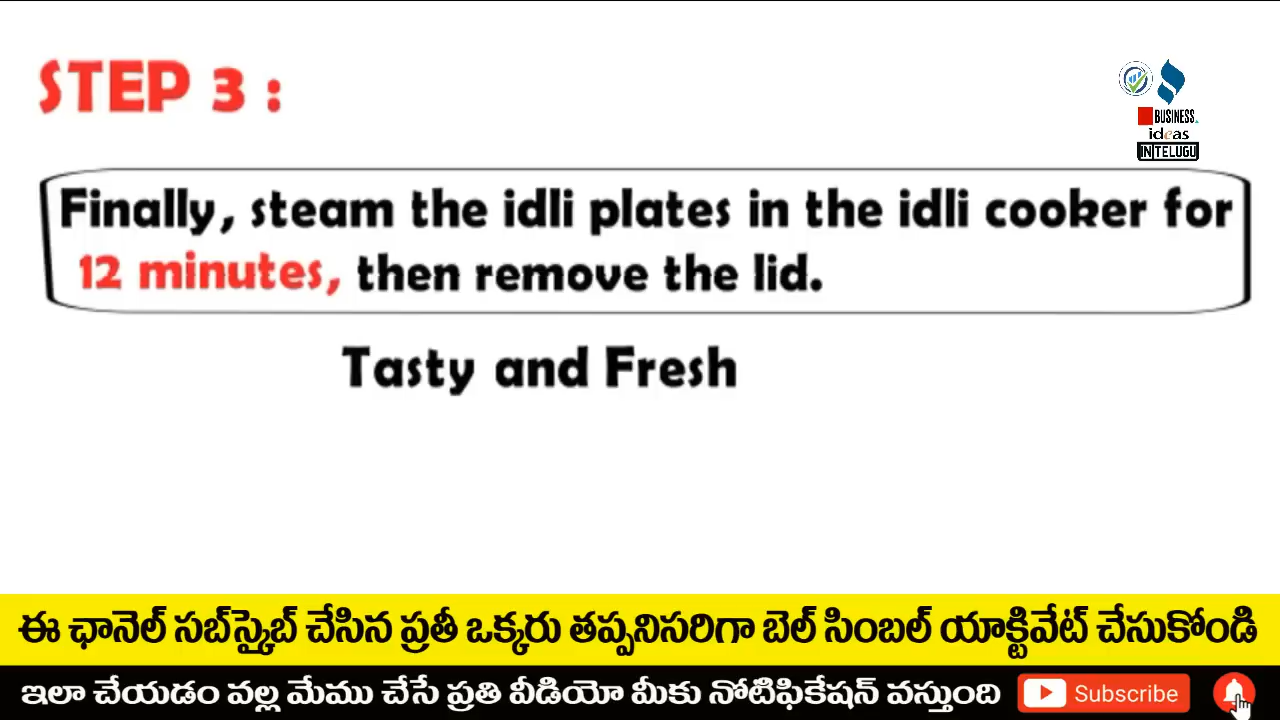 STEP 3 :
BUSINESS.
ideas
IN TELUGU
Finally, steam the idli plates in the idli cooker for
12 minutes, then remove the lid.
Tasty and Fresh
ఈ ఛానెల్ సబ్‌స్క్రైబ్ చేసిన ప్రతీ ఒక్కరు తప్పనిసరిగా బెల్ సింబల్ యాక్టివేట్ చేసుకోండి
ఇలా చేయడం వల్ల మేము చేసే ప్రతి వీడియో మీకు నోటిఫికేషన్ వస్తుంది Subscribe